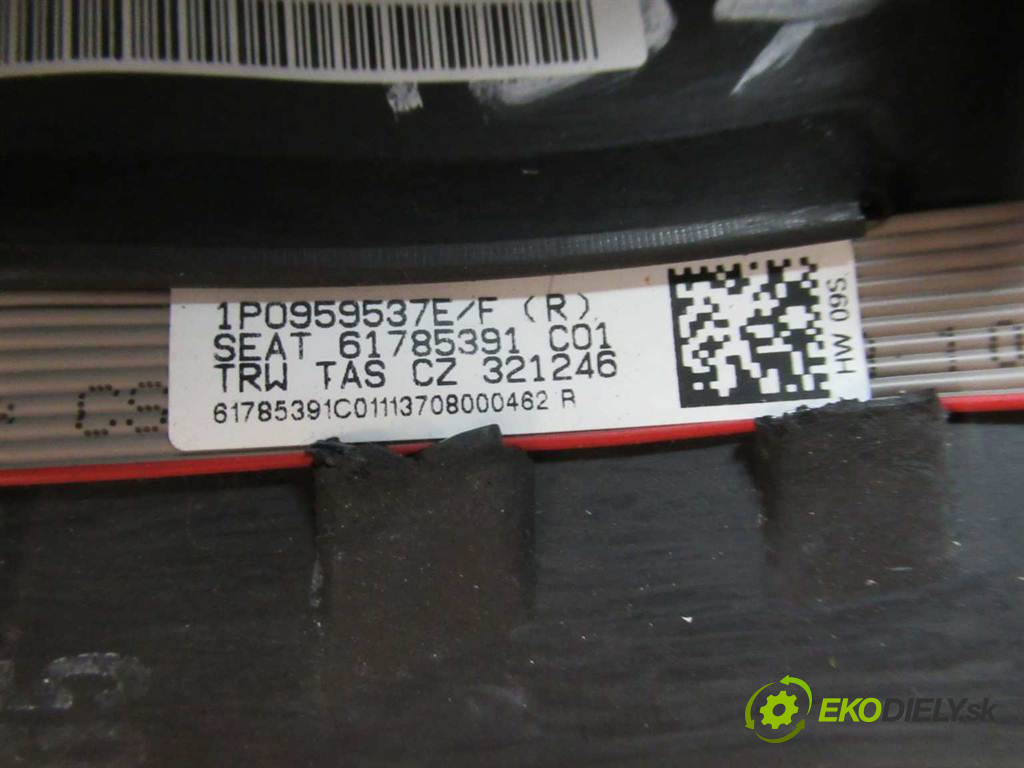 1P0959537E/F (R)
SEAT 61785391 C01
TRW TAS CZ 321246
61785391C01113708000462 R
HW 09S
EKODIELY.sk